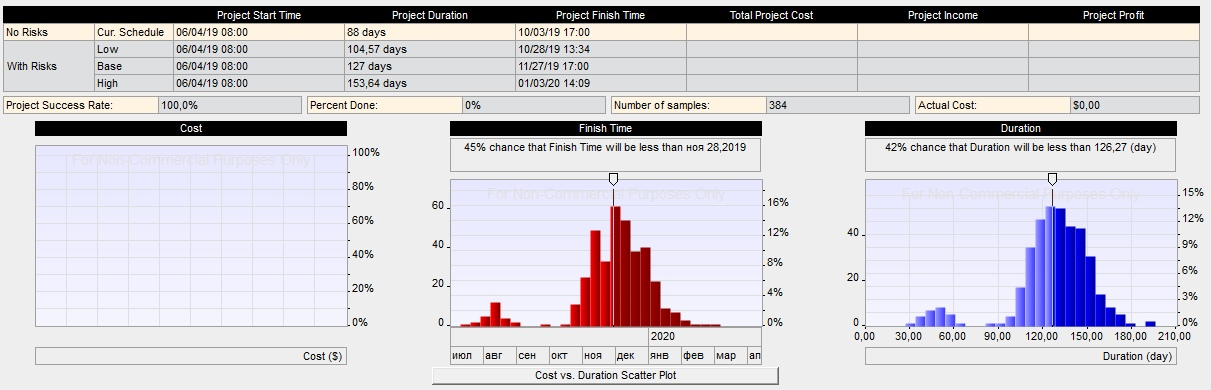 Project Start Time Project Duration Project Finish Time Total Project Cost Project Income Project Profit
No Risks Cur. Schedule 06/04/19 08:00 88 days 10/03/19 17:00
With Risks
Low 06/04/19 08:00 104,57 days 10/28/19 13:34
Base 06/04/19 08:00 127 days 11/27/19 17:00
High 06/04/19 08:00 153,64 days 01/03/20 14:09
Project Success Rate: 100,0% Percent Done: 0% Number of samples: 384 Actual Cost: $0,00
Cost
For Non-Commercial Purposes Only
100%
80%
60%
40%
20%
0%
Cost ($)
Finish Time
45% chance that Finish Time will be less than ноя 28,2019
For Non-Commercial Purposes Only
60
40
20
0
16%
12%
8%
4%
0%
2020
июл авг сен окт ноя дек янв фев мар ап
Cost vs. Duration Scatter Plot
Duration
42% chance that Duration will be less than 126,27 (day)
For Non-Commercial Purposes Only
40
20
0
15%
12%
9%
6%
3%
0%
0,00 30,00 60,00 90,00 120,00 150,00 180,00 210,00
Duration (day)